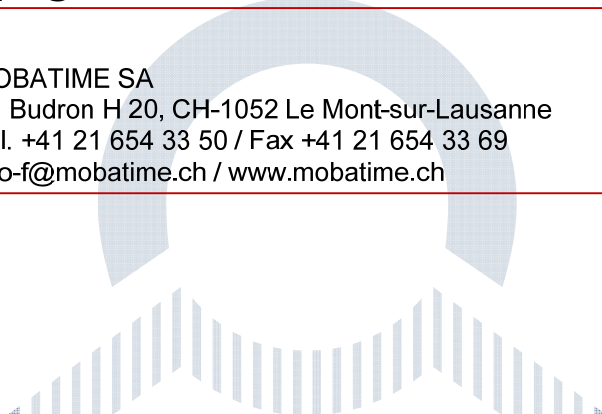 OBATIME SA
Budron H 20, CH-1052 Le Mont-sur-Lausanne
l. +41 21 654 33 50 / Fax +41 21 654 33 69
o-f@mobatime.ch / www.mobatime.ch